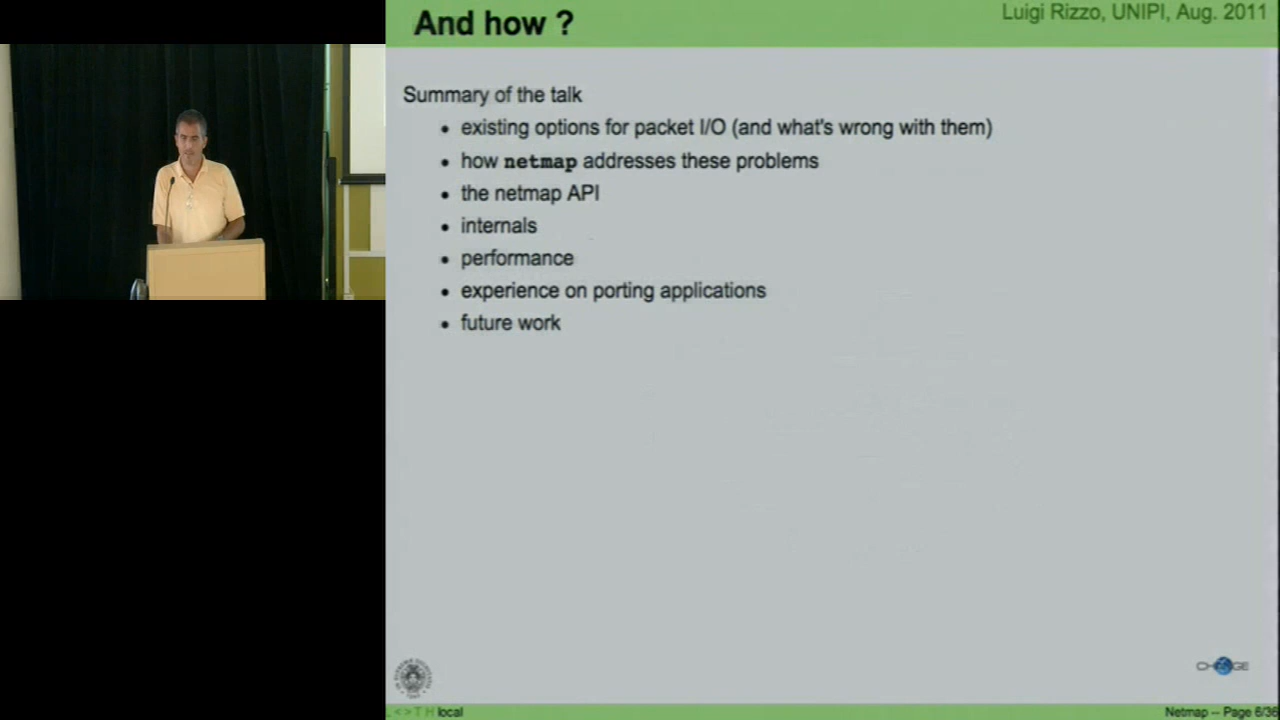 And how ?
Luigi Rizzo, UNIPI, Aug. 2011
Summary of the talk
existing options for packet I/O (and what's wrong with them)
how netmap addresses these problems
the netmap API
internals
performance
experience on porting applications
future work
< > T H local
Netmap -- Page 6/36